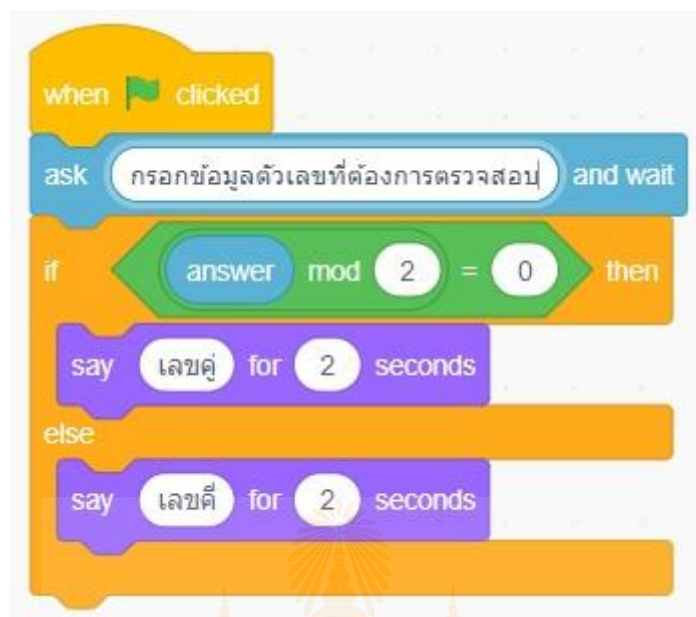 when clicked
ask กรอกข้อมูลตัวเลขที่ต้องการตรวจสอบ and wait
if answer mod 2 = 0 then
say เลขคู่ for 2 seconds
else
say เลขคี่ for 2 seconds